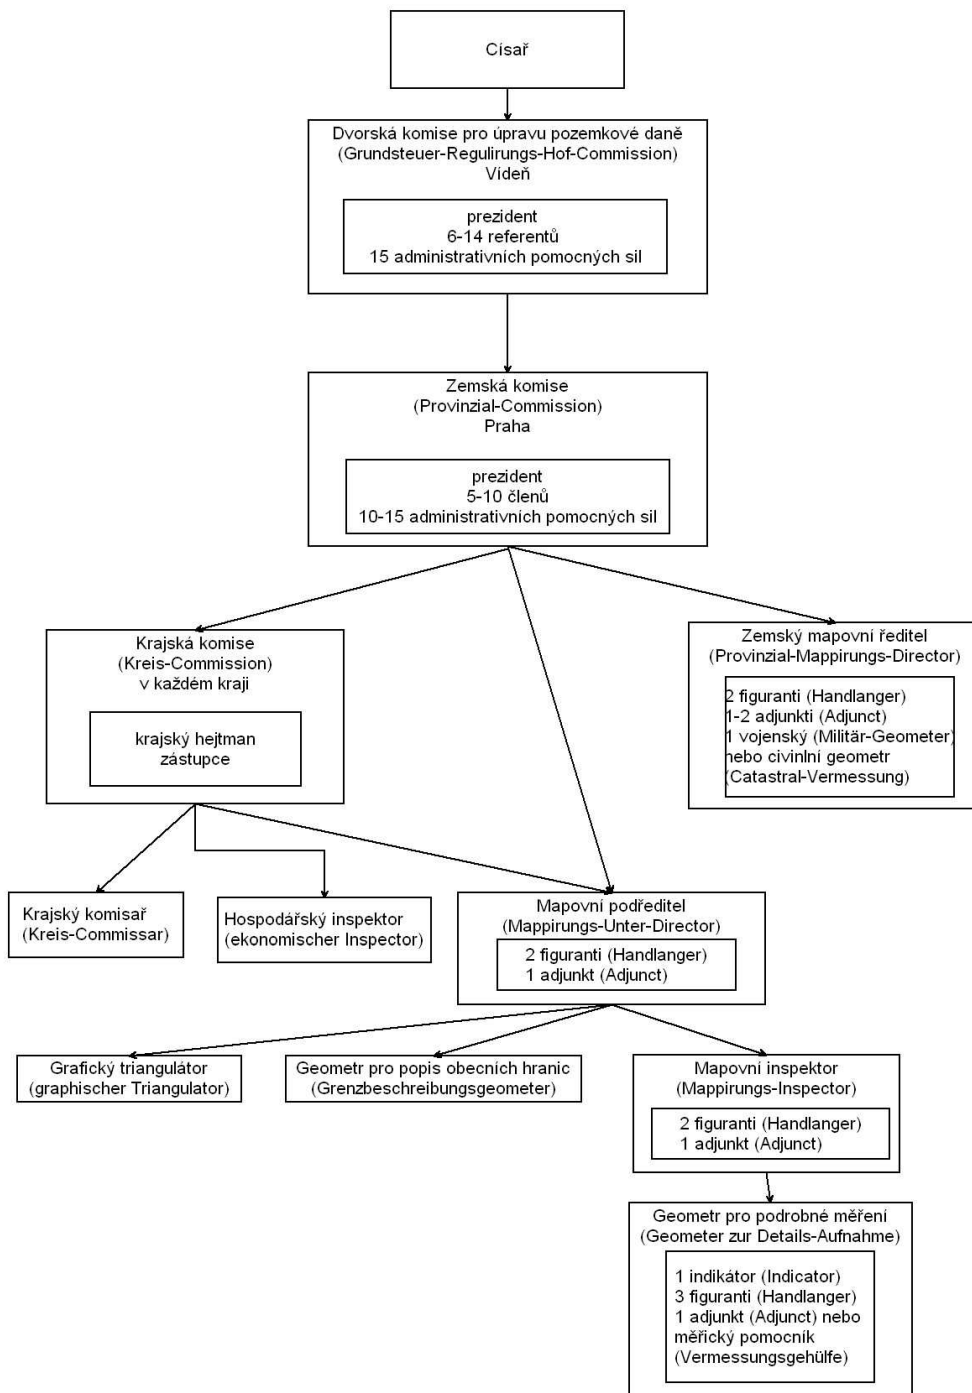 Císař
Dvorská komise pro úpravu pozemkové daně
(Grundsteuer-Regulirungs-Hof-Commission)
Vídeň
prezident
6-14 referentů
15 administrativních pomocných sil
Zemská komise
(Provinzial-Commission)
Praha
prezident
5-10 členů
10-15 administrativních pomocných sil
Krajská komise
(Kreis-Commission)
v každém kraji
krajský hejtman
zástupce
Zemský mapovní ředitel
(Provinzial-Mappirungs-Director)
2 figuranti (Handlanger)
1-2 adjunkti (Adjunct)
1 vojenský (Militär-Geometer)
nebo civinlní geometr
(Catastral-Vermessung)
Krajský komisař
(Kreis-Commissar)
Hospodářský inspektor
(ekonomischer Inspector)
Mapovní podředitel
(Mappirungs-Unter-Director)
2 figuranti (Handlanger)
1 adjunkt (Adjunct)
Grafický triangulátor
(graphischer Triangulator)
Geometr pro popis obecních hranic
(Grenzbeschreibungsgeometer)
Mapovní inspektor
(Mappirungs-Inspector)
2 figuranti (Handlanger)
1 adjunkt (Adjunct)
Geometr pro podrobné měření
(Geometer zur Details-Aufnahme)
1 indikátor (Indicator)
3 figuranti (Handlanger)
1 adjunkt (Adjunct) nebo
měřický pomocník
(Vermessungsgehülfe)